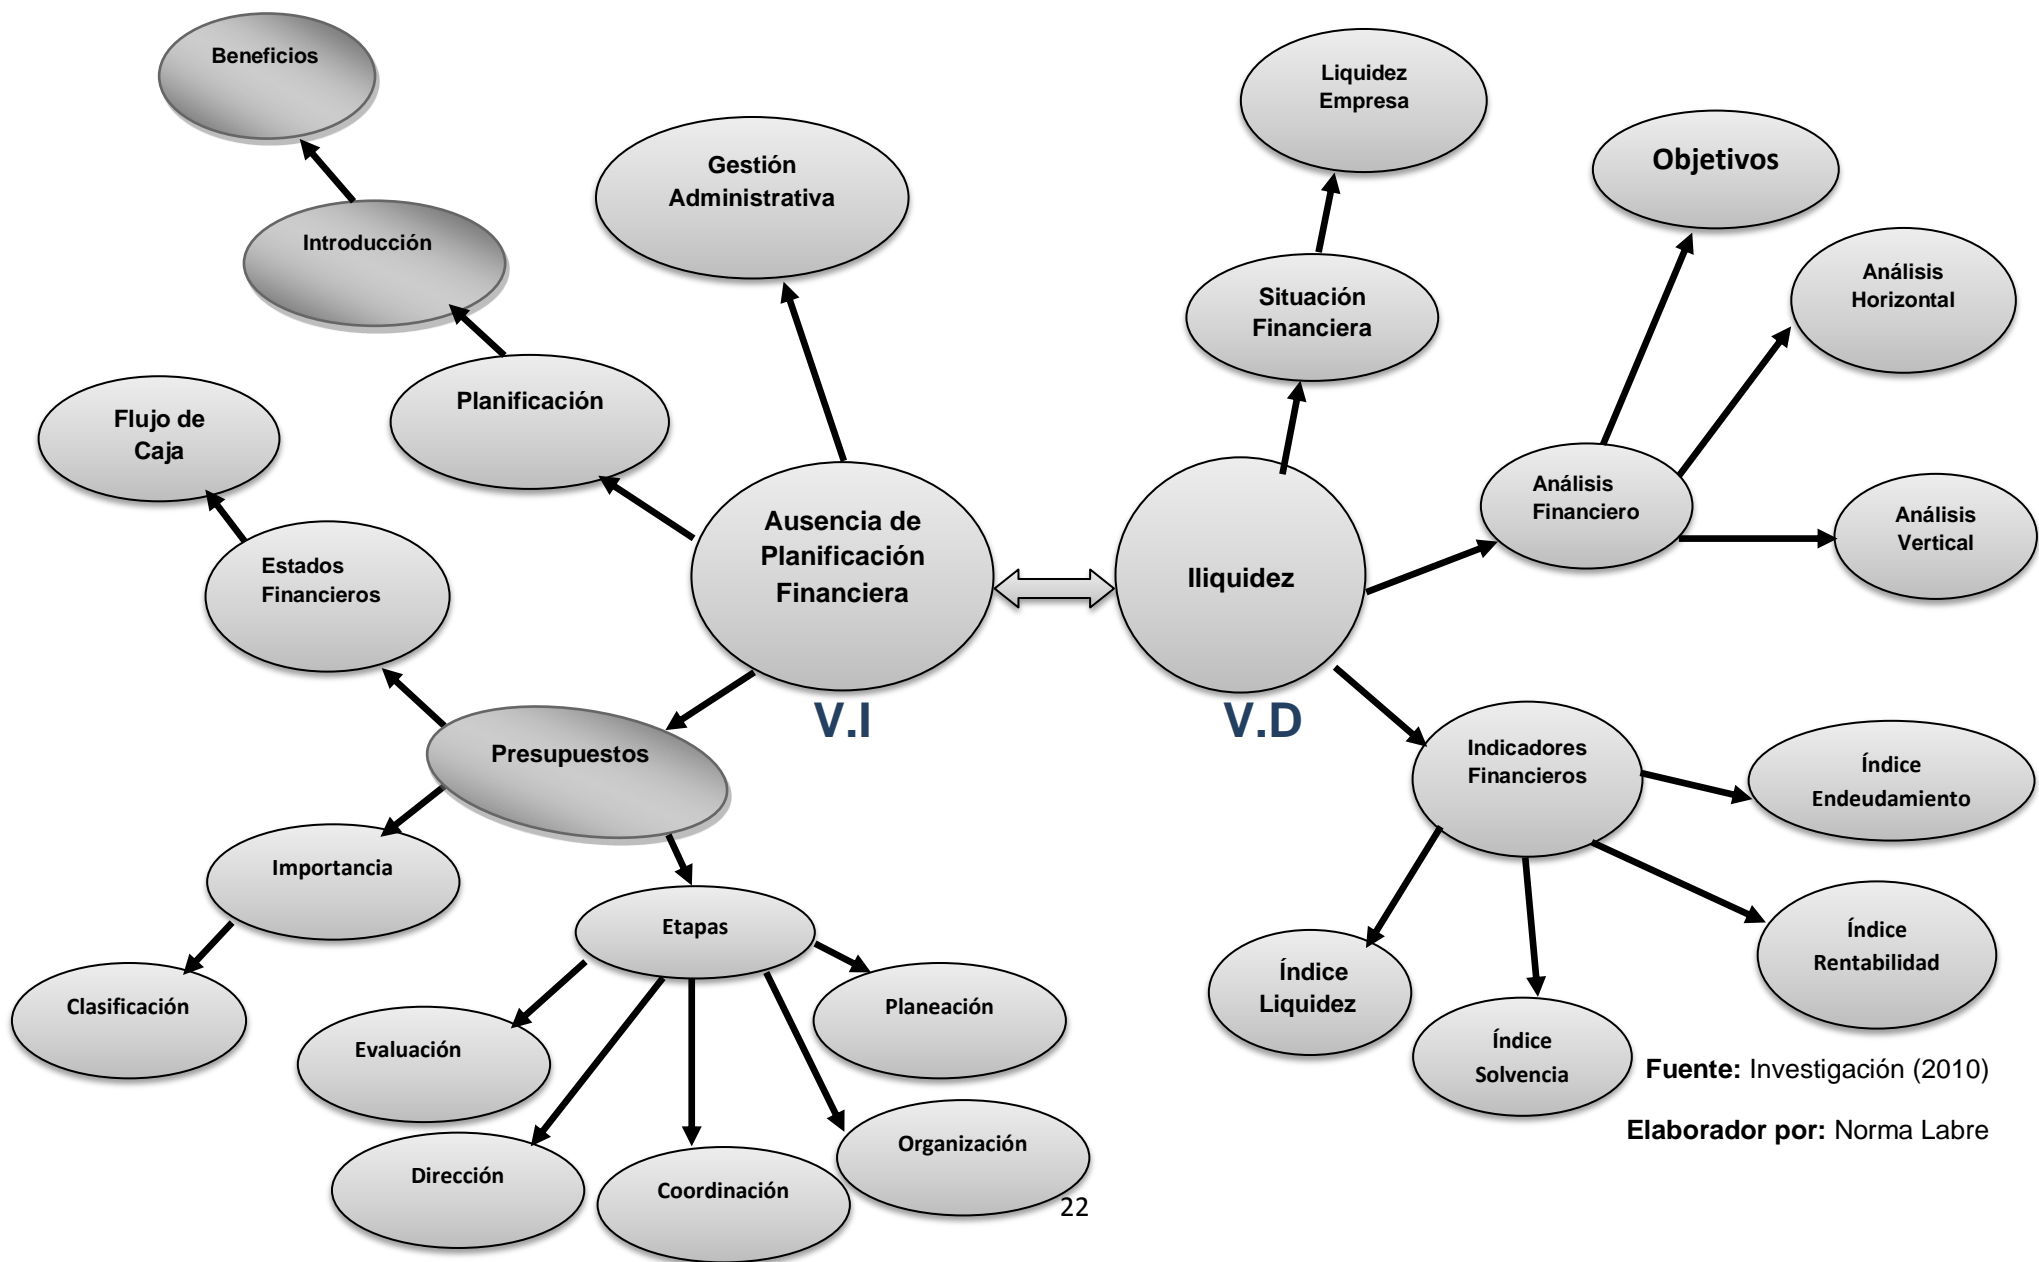 Beneficios
Introducción
Gestión
Administrativa
Planificación
Flujo de
Caja
Estados
Financieros
Ausencia de
Planificación
Financiera
V.I
Presupuestos
Importancia
Clasificación
Etapas
Evaluación
Dirección
Coordinación
Organización
Planeación
Liquidez
Empresa
Situación
Financiera
Iliquidez
V.D
Objetivos
Análisis
Horizontal
Análisis
Financiero
Análisis
Vertical
Indicadores
Financieros
Índice
Endeudamiento
Índice
Rentabilidad
Índice
Solvencia
Índice
Liquidez
Fuente: Investigación (2010)
Elaborador por: Norma Labre
22